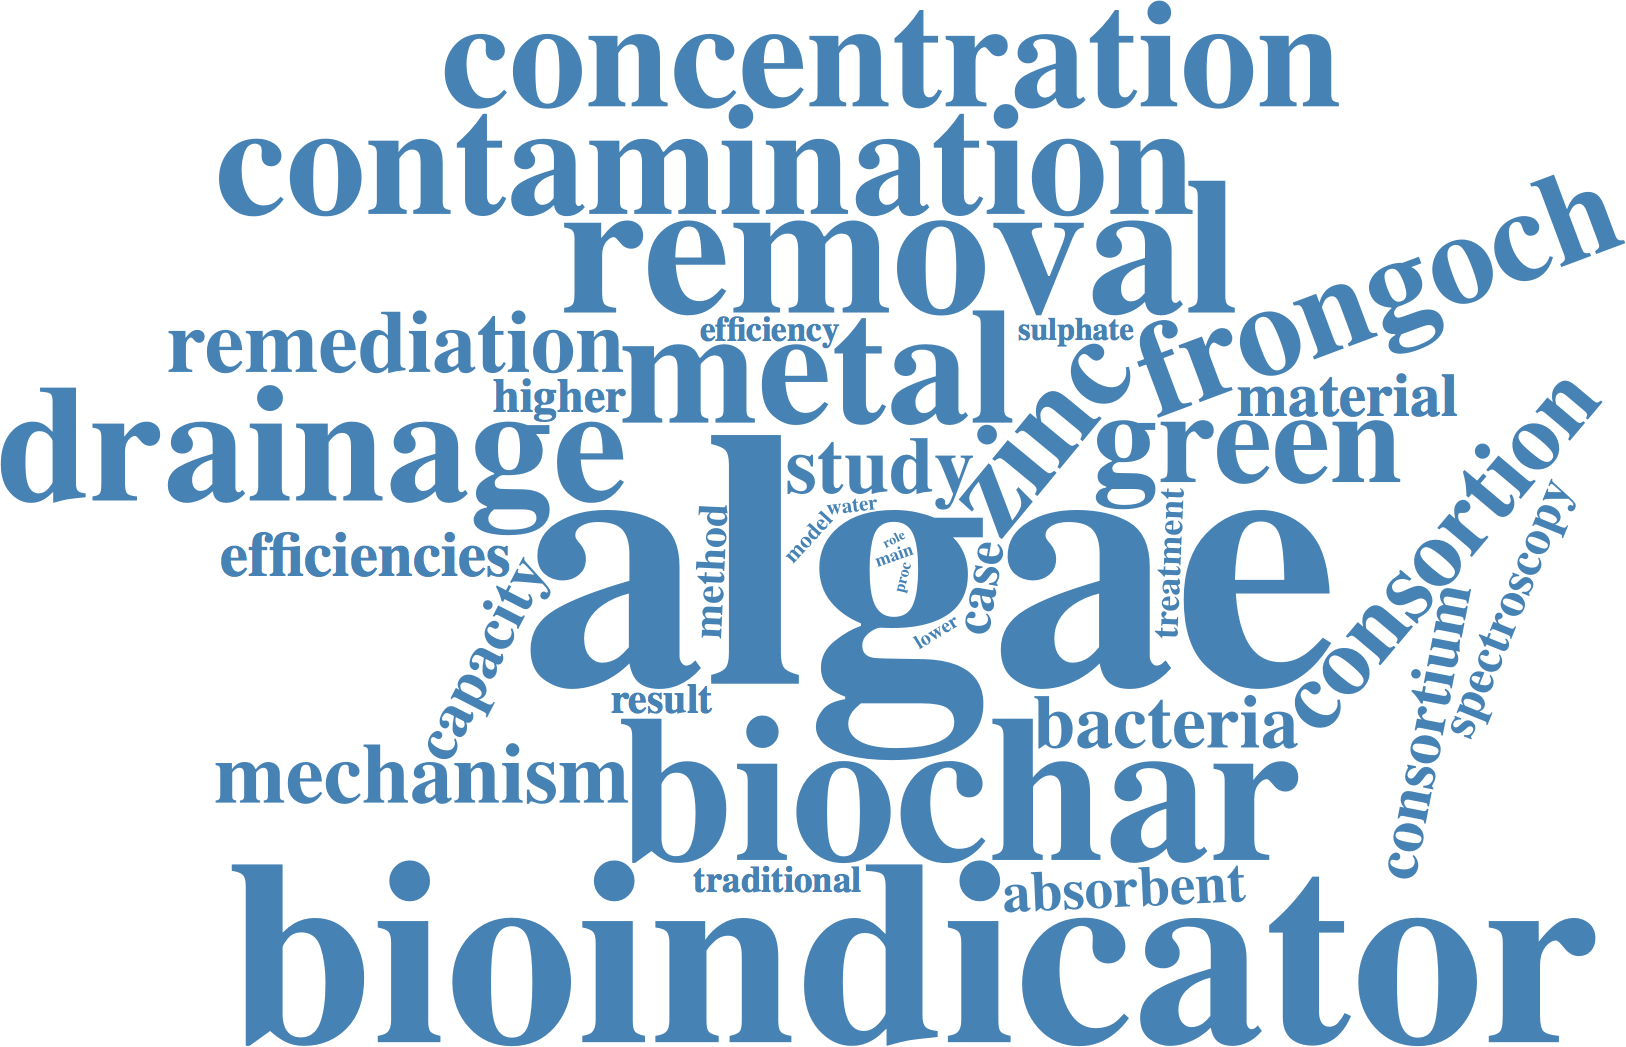 concentration
contamination
removal
frongoch
remediation
efficiency
sulphate
metal
zinc
higher
material
drainage
green
study
consortion
algae
water
model
role
main
proc
method
case
treatment
spectroscopy
efficiencies
capacity
lower
consortium
result
bacteria
mechanism
biochar
traditional
absorbent
bioindicator